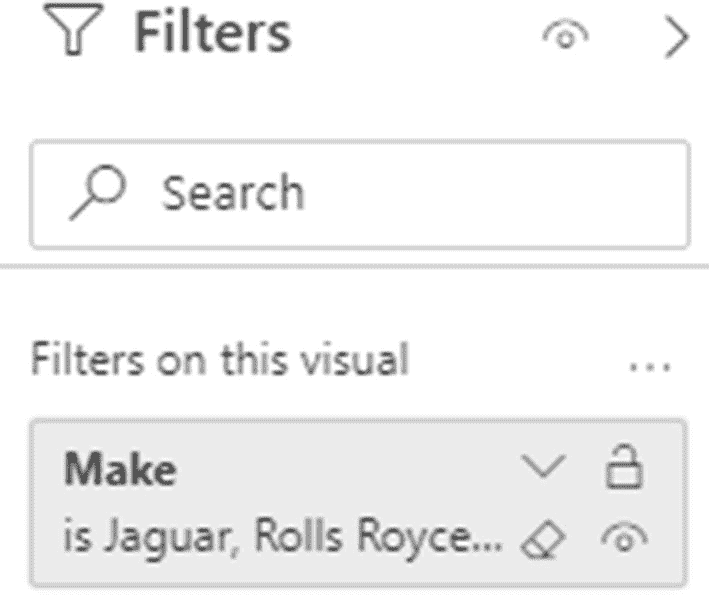 Filters
Search
Filters on this visual
Make
is Jaguar, Rolls Royce...